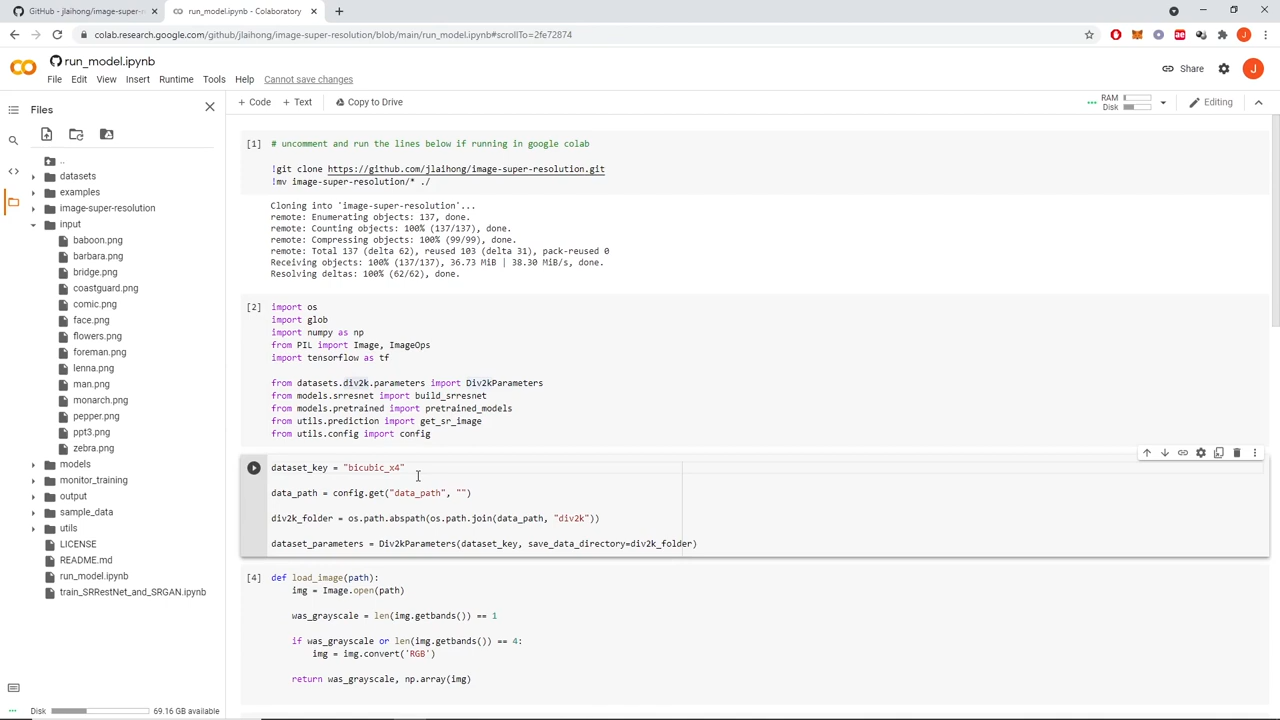 GitHub - jlaihong/image-super-r
run_model.ipynb - Colaboratory
colab.research.google.com/github/jlaihong/image-super-resolution/blob/main/run_model.ipynb#scrollTo=2fe72874
J
run_model.ipynb
File Edit View Insert Runtime Tools Help Cannot save changes
Share
J
Files
+ Code + Text Copy to Drive
RAM
Disk
Editing
..
datasets
examples
image-super-resolution
input
baboon.png
barbara.png
bridge.png
coastguard.png
comic.png
face.png
flowers.png
foreman.png
lenna.png
man.png
monarch.png
pepper.png
ppt3.png
zebra.png
models
monitor_training
output
sample_data
utils
LICENSE
README.md
run_model.ipynb
train_SRRestNet_and_SRGAN.ipynb
Disk 69.16 GB available
[1] # uncomment and run the lines below if running in google colab
!git clone https://github.com/jlaihong/image-super-resolution.git
!mv image-super-resolution/* ./
Cloning into 'image-super-resolution'...
remote: Enumerating objects: 137, done.
remote: Counting objects: 100% (137/137), done.
remote: Compressing objects: 100% (99/99), done.
remote: Total 137 (delta 62), reused 103 (delta 31), pack-reused 0
Receiving objects: 100% (137/137), 36.73 MiB | 38.30 MiB/s, done.
Resolving deltas: 100% (62/62), done.
[2] import os
import glob
import numpy as np
from PIL import Image, ImageOps
import tensorflow as tf
from datasets.div2k.parameters import Div2kParameters
from models.srresnet import build_srresnet
from models.pretrained import pretrained_models
from utils.prediction import get_sr_image
from utils.config import config
dataset_key = "bicubic_x4"
data_path = config.get("data_path", "")
div2k_folder = os.path.abspath(os.path.join(data_path, "div2k"))
dataset_parameters = Div2kParameters(dataset_key, save_data_directory=div2k_folder)
[4] def load_image(path):
img = Image.open(path)
was_grayscale = len(img.getbands()) == 1
if was_grayscale or len(img.getbands()) == 4:
img = img.convert('RGB')
return was_grayscale, np.array(img)